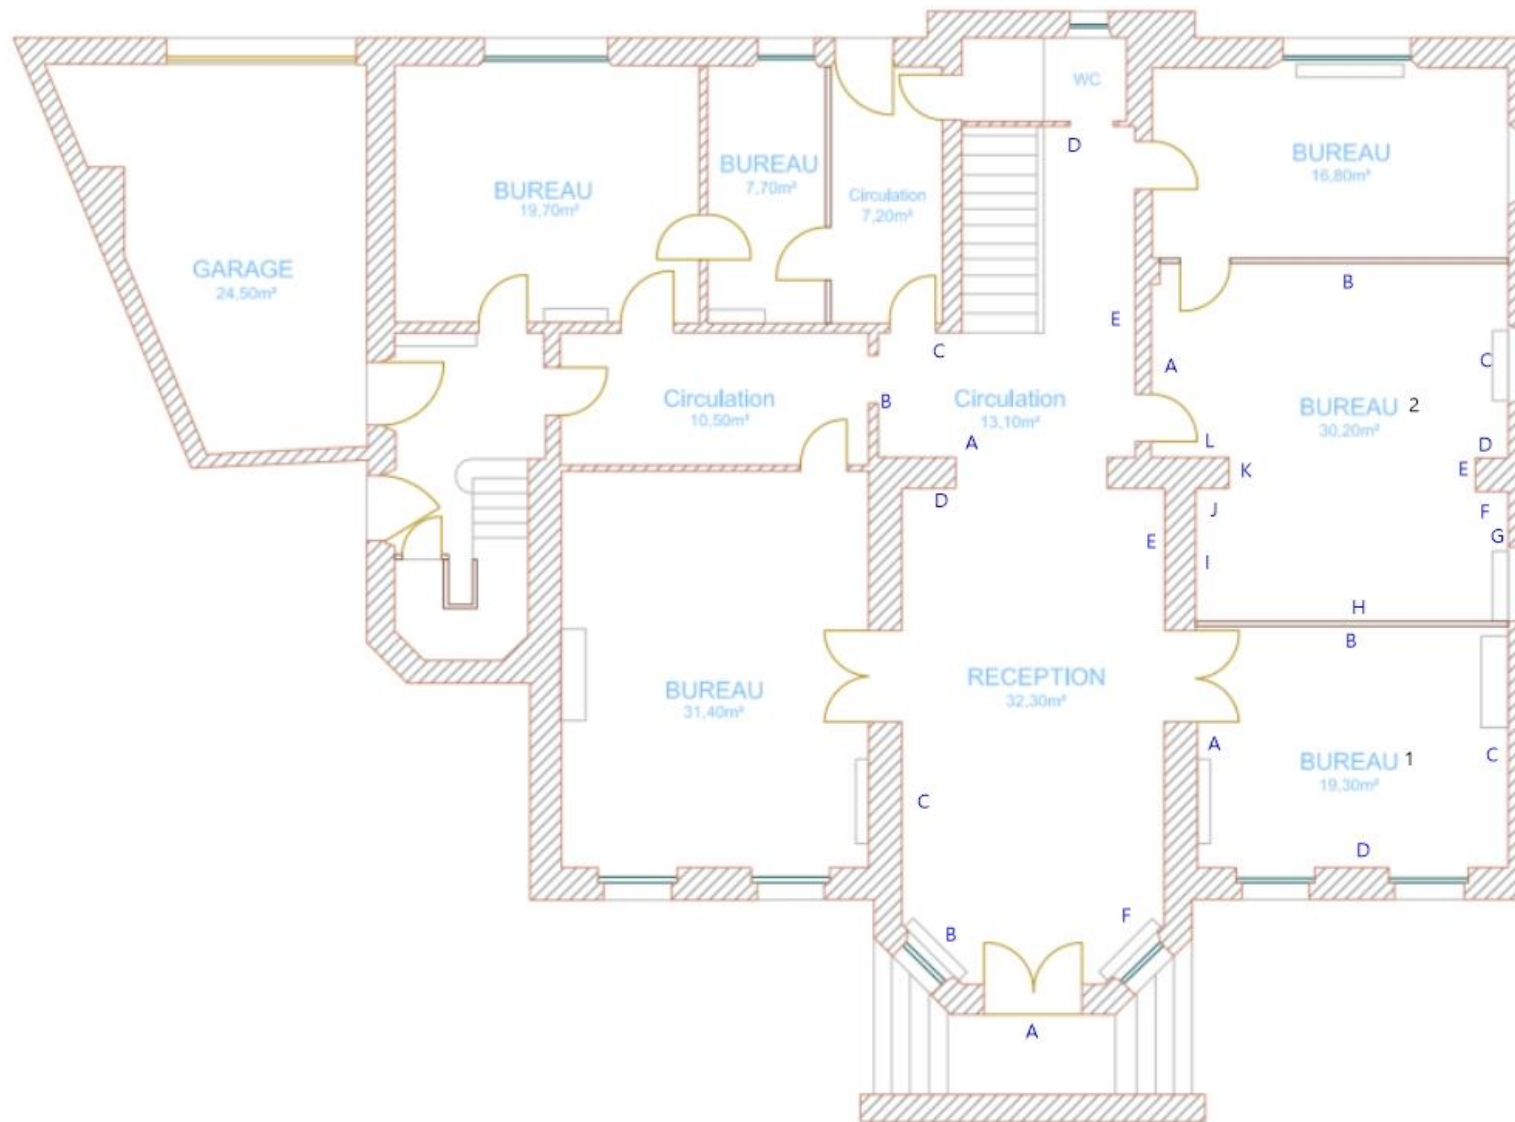 WC
D
BUREAU
16,80m²
BUREAU
7,70m²
BUREAU
19,70m²
Circulation
7,20m²
GARAGE
24,50m²
B
E
C
A
C
Circulation
10,50m²
B
Circulation
13,10m²
A
BUREAU 2
30,20m²
L
D
K
E
D
J
F
E
G
I
H
B
BUREAU
31,40m²
RECEPTION
32,30m²
A
C
BUREAU 1
19,30m²
C
D
B
F
A